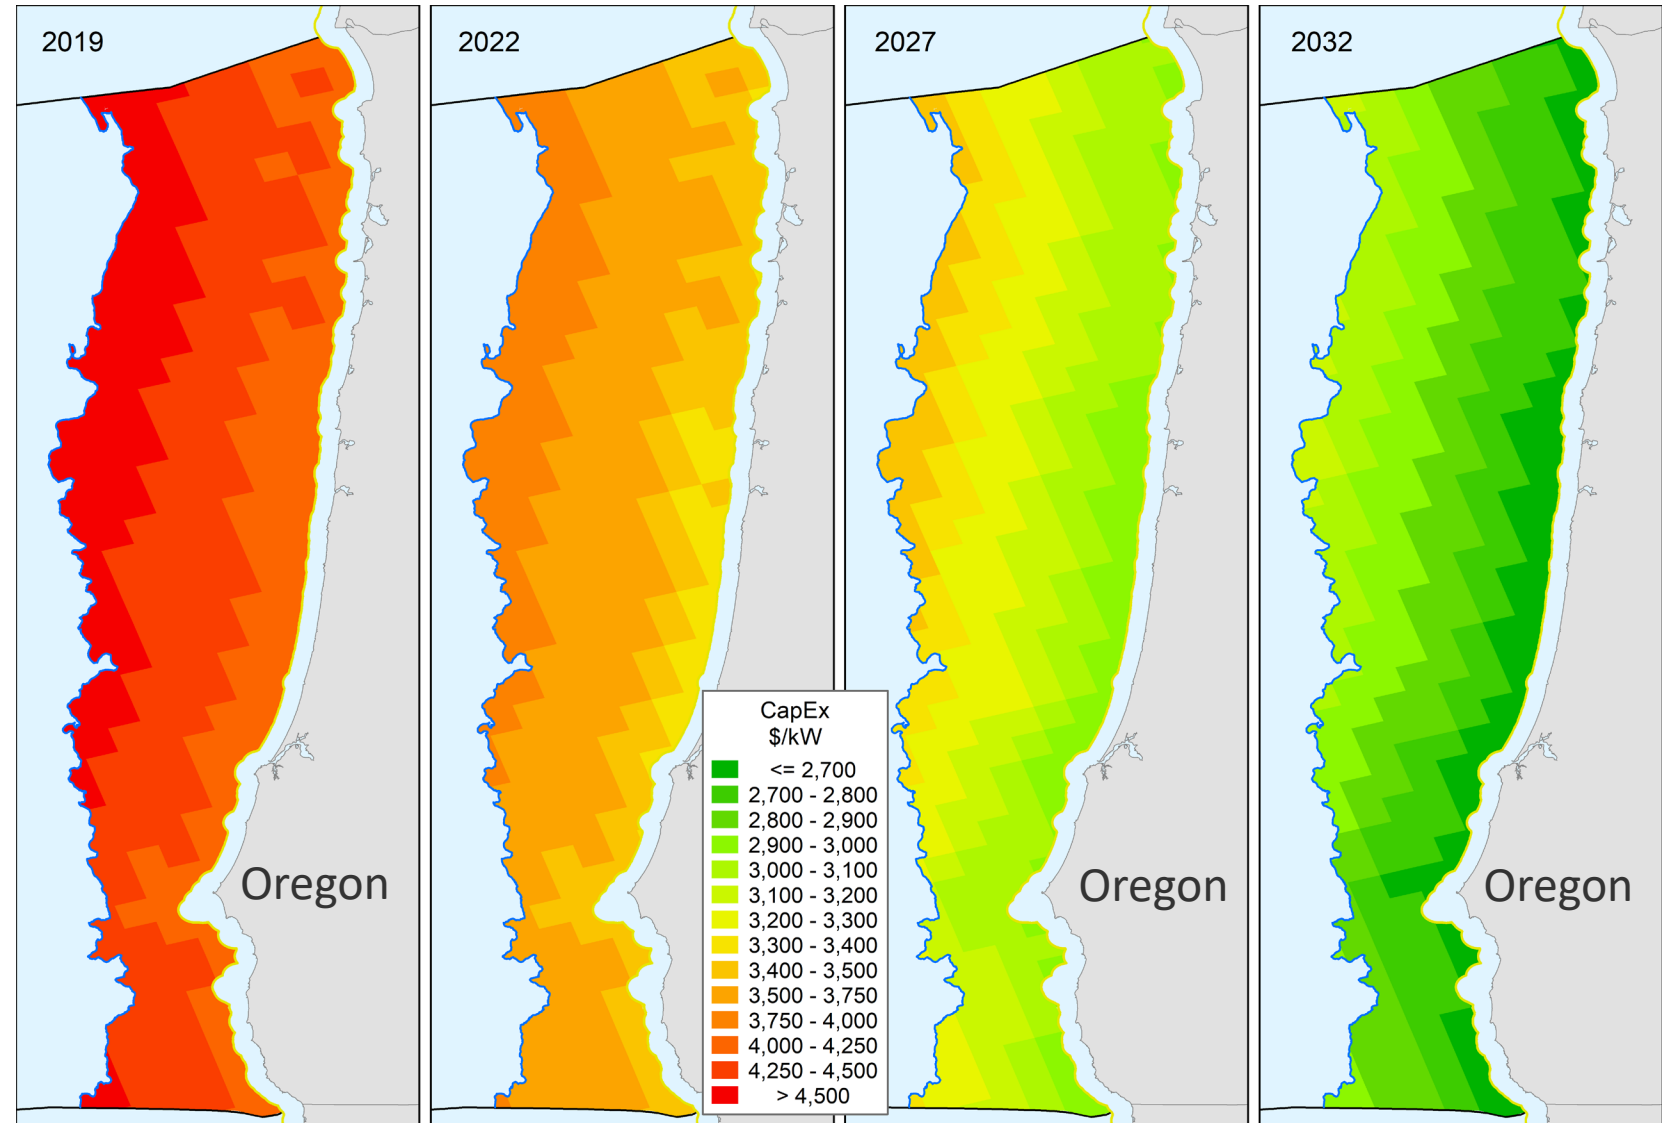 2019
2022
2027
2032
CapEx
$/kW
<= 2,700
2,700 - 2,800
2,800 - 2,900
2,900 - 3,000
3,000 - 3,100
3,100 - 3,200
3,200 - 3,300
3,300 - 3,400
3,400 - 3,500
3,500 - 3,750
3,750 - 4,000
4,000 - 4,250
4,250 - 4,500
> 4,500
Oregon
Oregon
Oregon